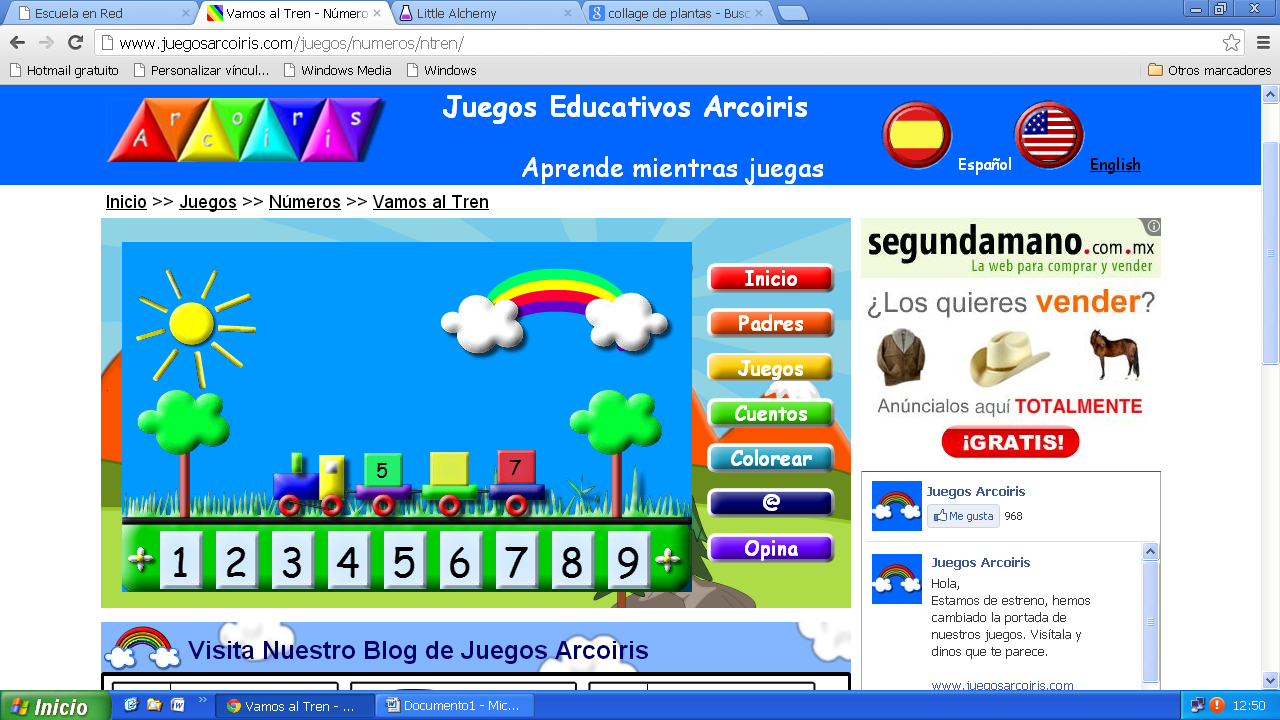 Escuela en Red
Vamos al Tren - Número
Little Alchemy
collage de plantas - Busc
www.juegosarcoiris.com/juegos/numeros/ntren/
Hotmail gratuito
Personalizar víncul...
Windows Media
Windows
Otros marcadores
Arcoiris
Juegos Educativos Arcoiris
Aprende mientras juegas
Español
English
Inicio >> Juegos >> Números >> Vamos al Tren
5
7
1 2 3 4 5 6 7 8 9
Inicio
Padres
Juegos
Cuentos
Colorear
@
Opina
segundamano.com.mx
La web para comprar y vender
¿Los quieres vender?
Anúncialos aquí TOTALMENTE
¡GRATIS!
Juegos Arcoiris
Me gusta 968
Juegos Arcoiris
Hola,
Estamos de estreno, hemos
cambiado la portada de
nuestros juegos. Visítala y
dinos que te parece.
www.juegosarcoiris.com
Visita Nuestro Blog de Juegos Arcoiris
Inicio
Vamos al Tren - ...
Documento1 - Mic...
12:50